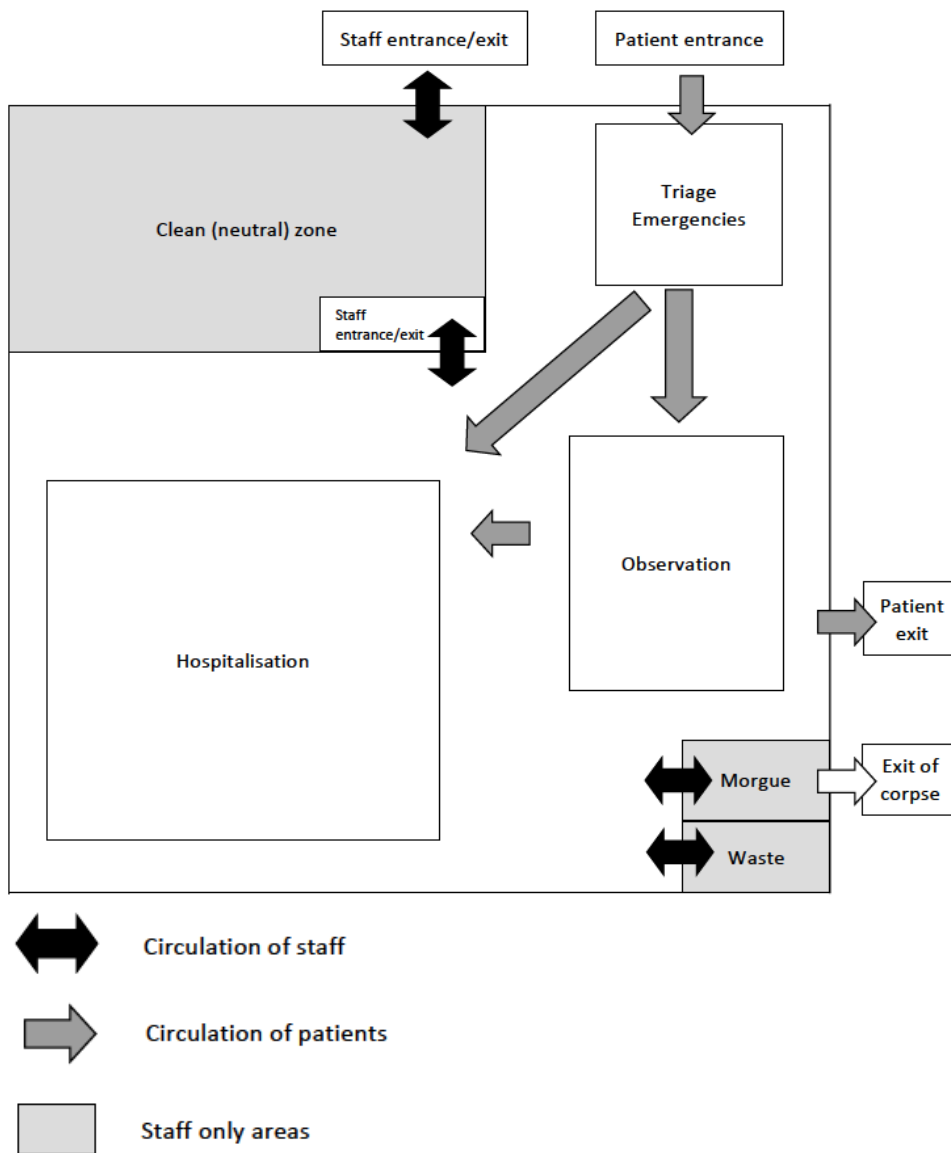 Staff entrance/exit
Patient entrance
Clean (neutral) zone
Triage
Emergencies
Staff
entrance/exit
Observation
Patient
exit
Hospitalisation
Morgue
Exit of
corpse
Waste
Circulation of staff
Circulation of patients
Staff only areas